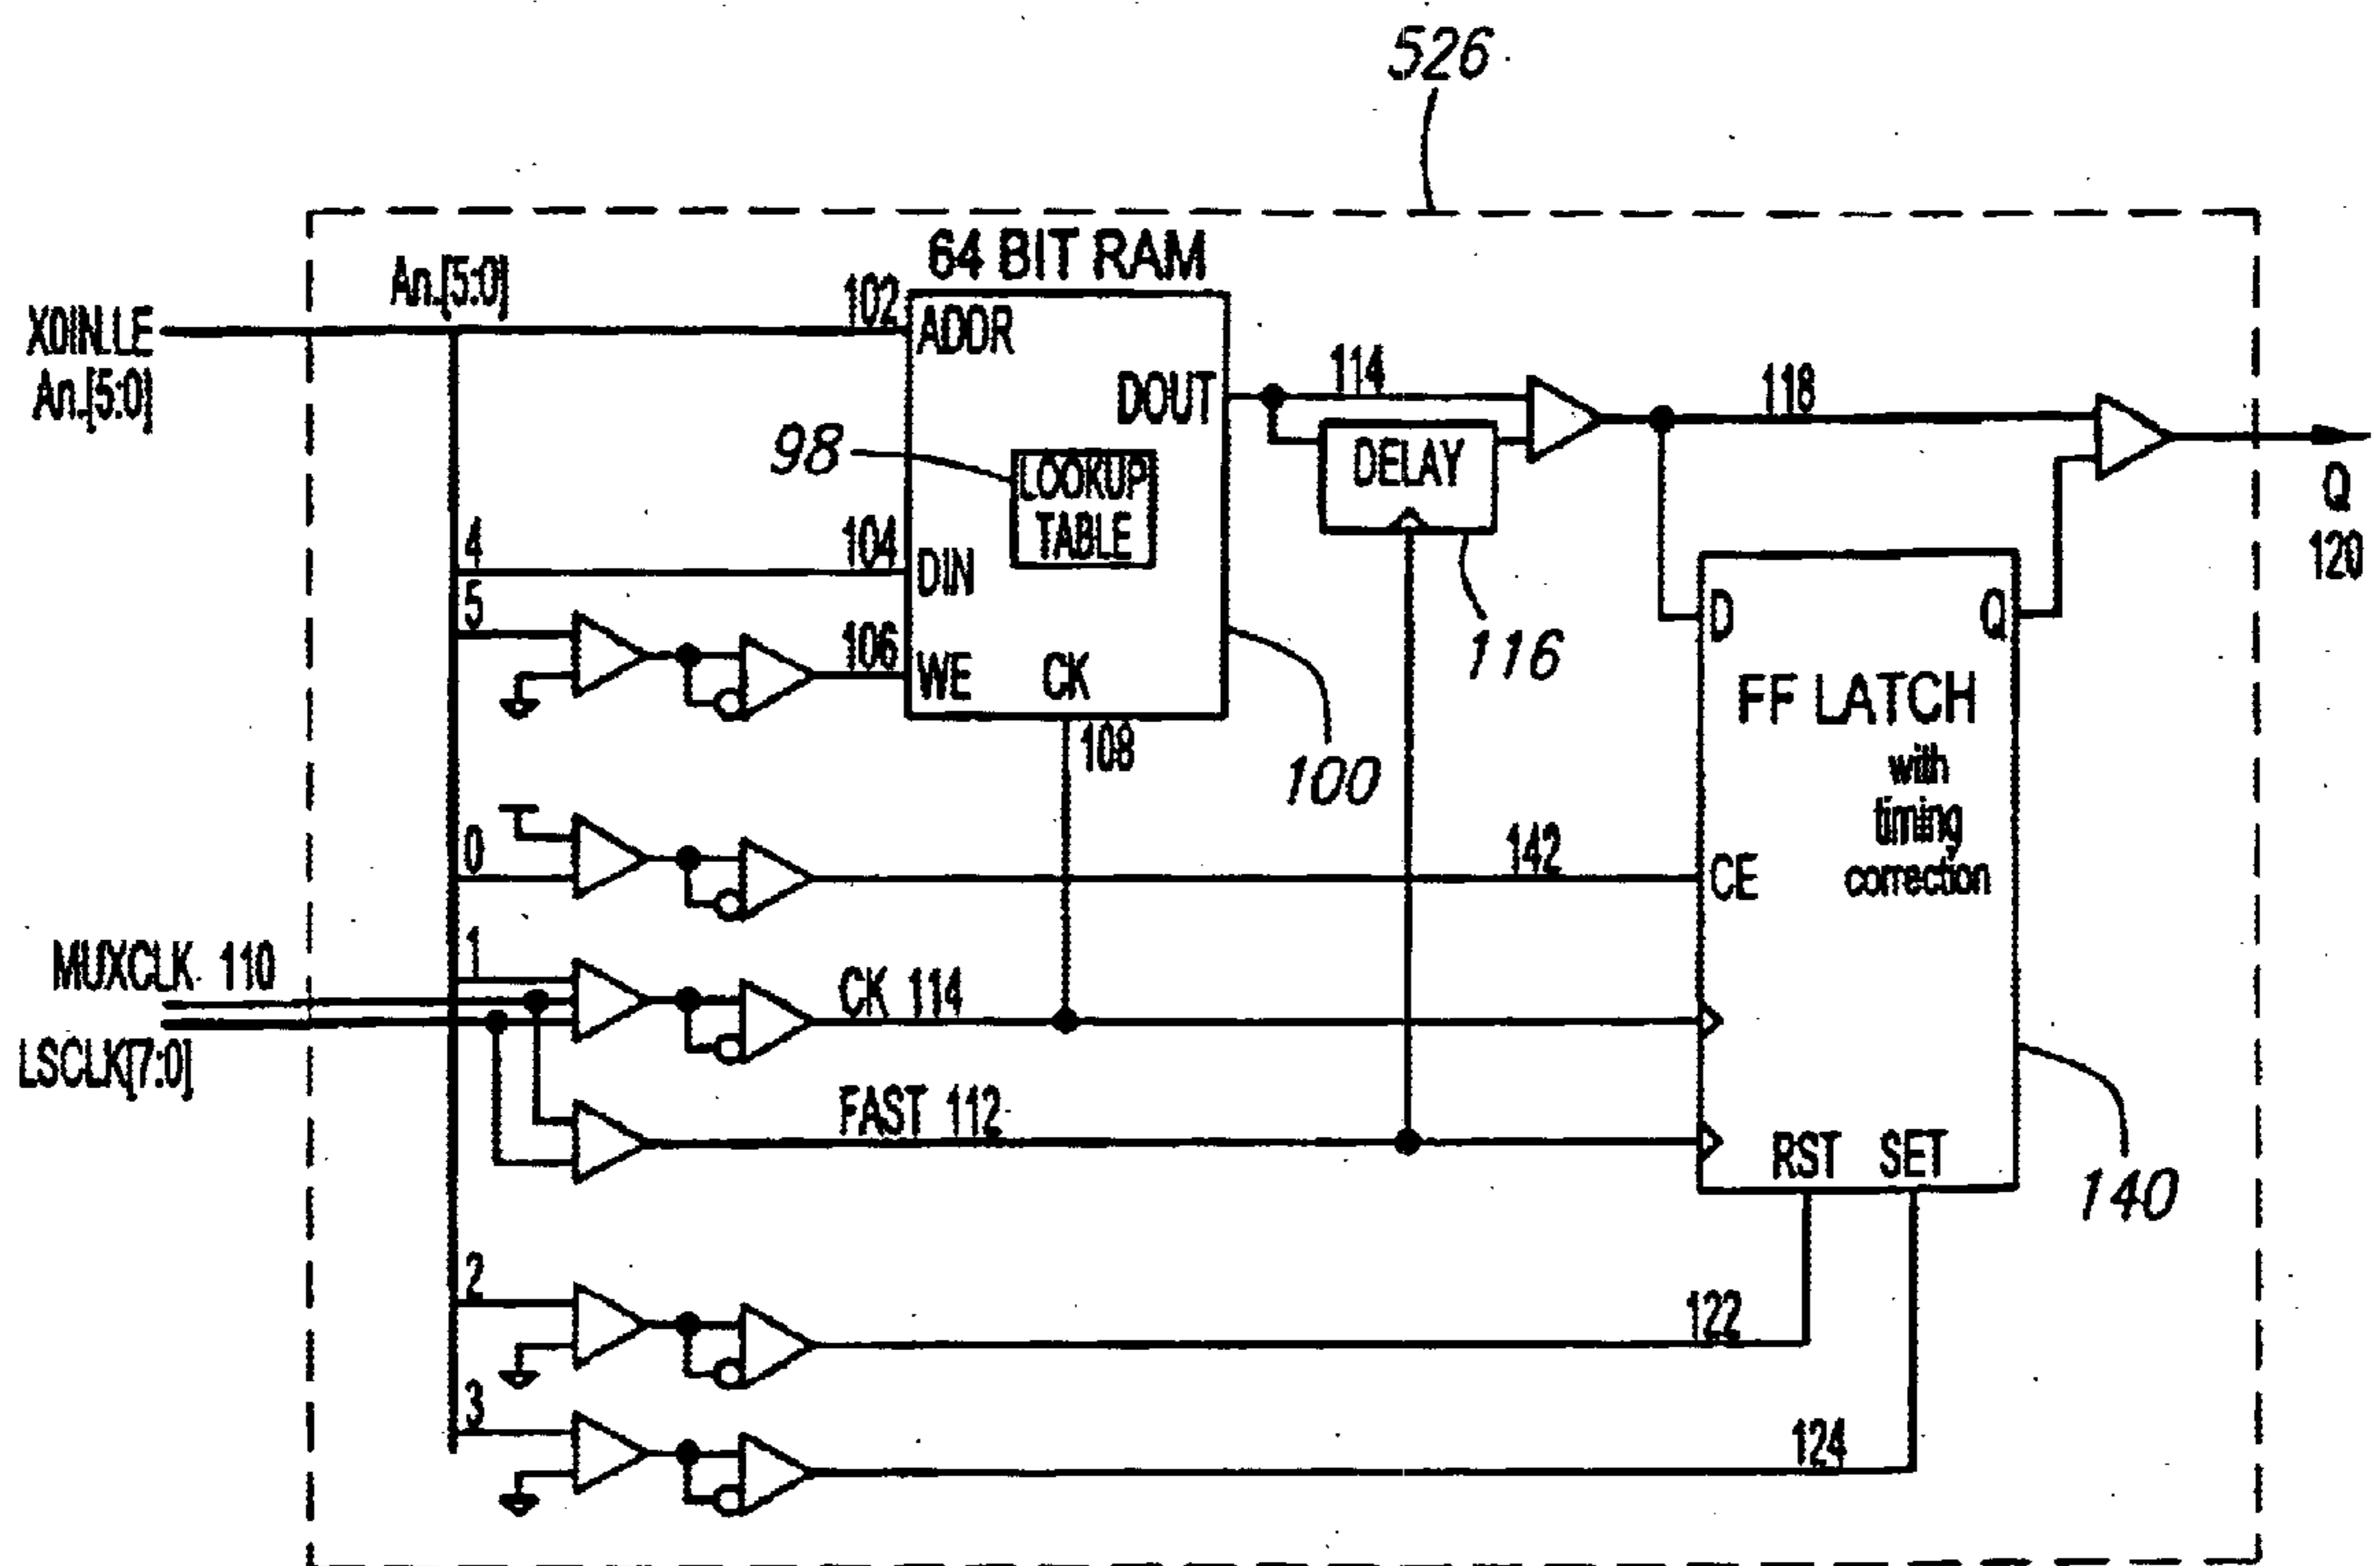 526
64 BIT RAM
An.[5:0]
XDIN.LE
An.[5:0]
102
ADDR
DOUT
114
118
98
LOOKUP
TABLE
DELAY
Q
120
4
104
DIN
5
106
WE
CK
116
D
Q
FF LATCH
with
timing
correction
108
100
0
142
CE
1
MUXCLK 110
CK 114
LSCLK[7:0]
FAST 112
RST SET
140
2
122
3
124